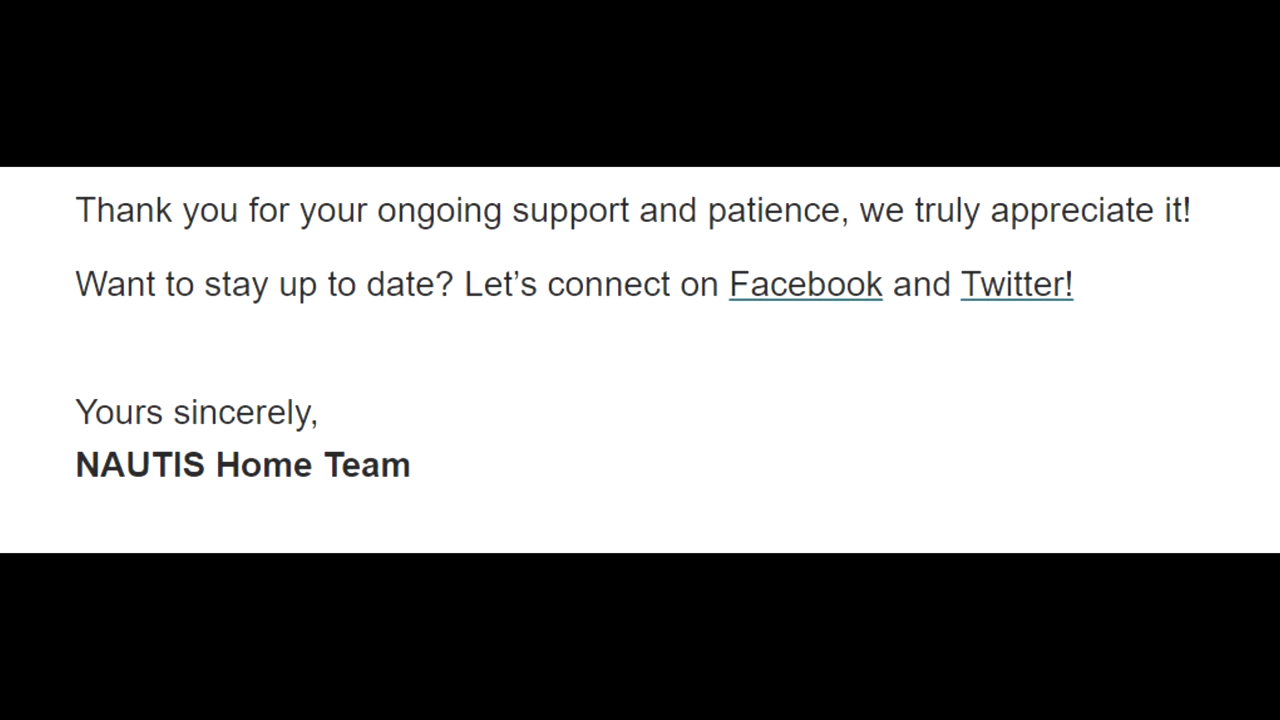 Thank you for your ongoing support and patience, we truly appreciate it!
Want to stay up to date? Let’s connect on Facebook and Twitter!
Yours sincerely,
NAUTIS Home Team